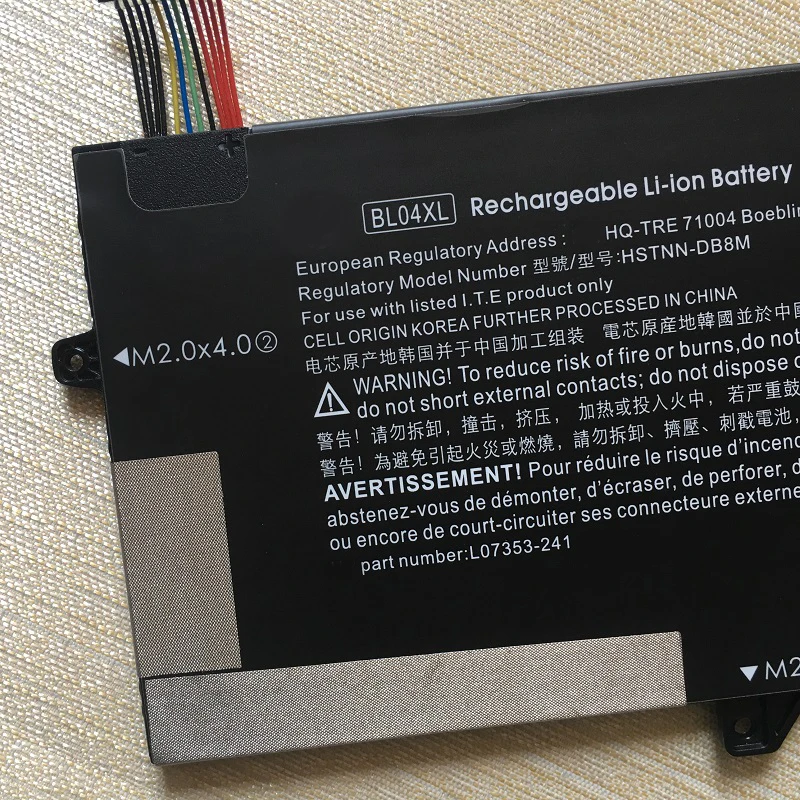 - +
BL04XL Rechargeable Li-ion Battery
European Regulatory Address : HQ-TRE 71004 Boeblin
Regulatory Model Number 型號/型号:HSTNN-DB8M
For use with listed I.T.E product only
CELL ORIGIN KOREA FURTHER PROCESSED IN CHINA
电芯原产地韩国并于中国加工组装 電芯原産地韓國並於中
◀M2.0x4.0②
WARNING! To reduce risk of fire or burns,do not
do not short external contacts; do not dispose o
警告! 请勿拆卸, 撞击, 挤压, 加热或投入火中, 若严重鼓
警告! 為避免引起火災或燃燒, 請勿拆卸、擠壓、刺戳電池,
AVERTISSEMENT! Pour réduire le risque d'incend
abstenez-vous de démonter, d'écraser, de perforer, d
ou encore de court-circuiter ses connecteure externe
part number:L07353-241
▼M2